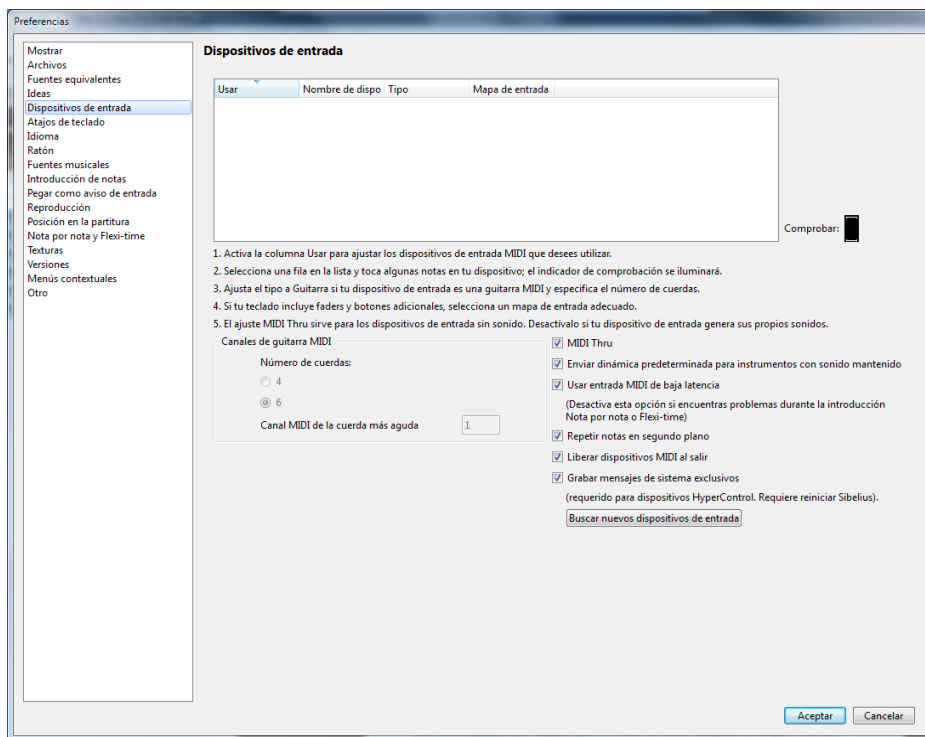 Preferencias
Mostrar
Archivos
Fuentes equivalentes
Ideas
Dispositivos de entrada
Atajos de teclado
Idioma
Ratón
Fuentes musicales
Introducción de notas
Pegar como aviso de entrada
Reproducción
Posición en la partitura
Nota por nota y Flexi-time
Texturas
Versiones
Menús contextuales
Otro
Dispositivos de entrada
Usar Nombre de dispo Tipo Mapa de entrada
Comprobar:
1. Activa la columna Usar para ajustar los dispositivos de entrada MIDI que desees utilizar.
2. Selecciona una fila en la lista y toca algunas notas en tu dispositivo; el indicador de comprobación se iluminará.
3. Ajusta el tipo a Guitarra si tu dispositivo de entrada es una guitarra MIDI y especifica el número de cuerdas.
4. Si tu teclado incluye faders y botones adicionales, selecciona un mapa de entrada adecuado.
5. El ajuste MIDI Thru sirve para los dispositivos de entrada sin sonido. Desactívalo si tu dispositivo de entrada genera sus propios sonidos.
Canales de guitarra MIDI
Número de cuerdas:
4
6
Canal MIDI de la cuerda más aguda 1
MIDI Thru
Enviar dinámica predeterminada para instrumentos con sonido mantenido
Usar entrada MIDI de baja latencia
(Desactiva esta opción si encuentras problemas durante la introducción
Nota por nota o Flexi-time)
Repetir notas en segundo plano
Liberar dispositivos MIDI al salir
Grabar mensajes de sistema exclusivos
(requerido para dispositivos HyperControl. Requiere reiniciar Sibelius).
Buscar nuevos dispositivos de entrada
Aceptar Cancelar